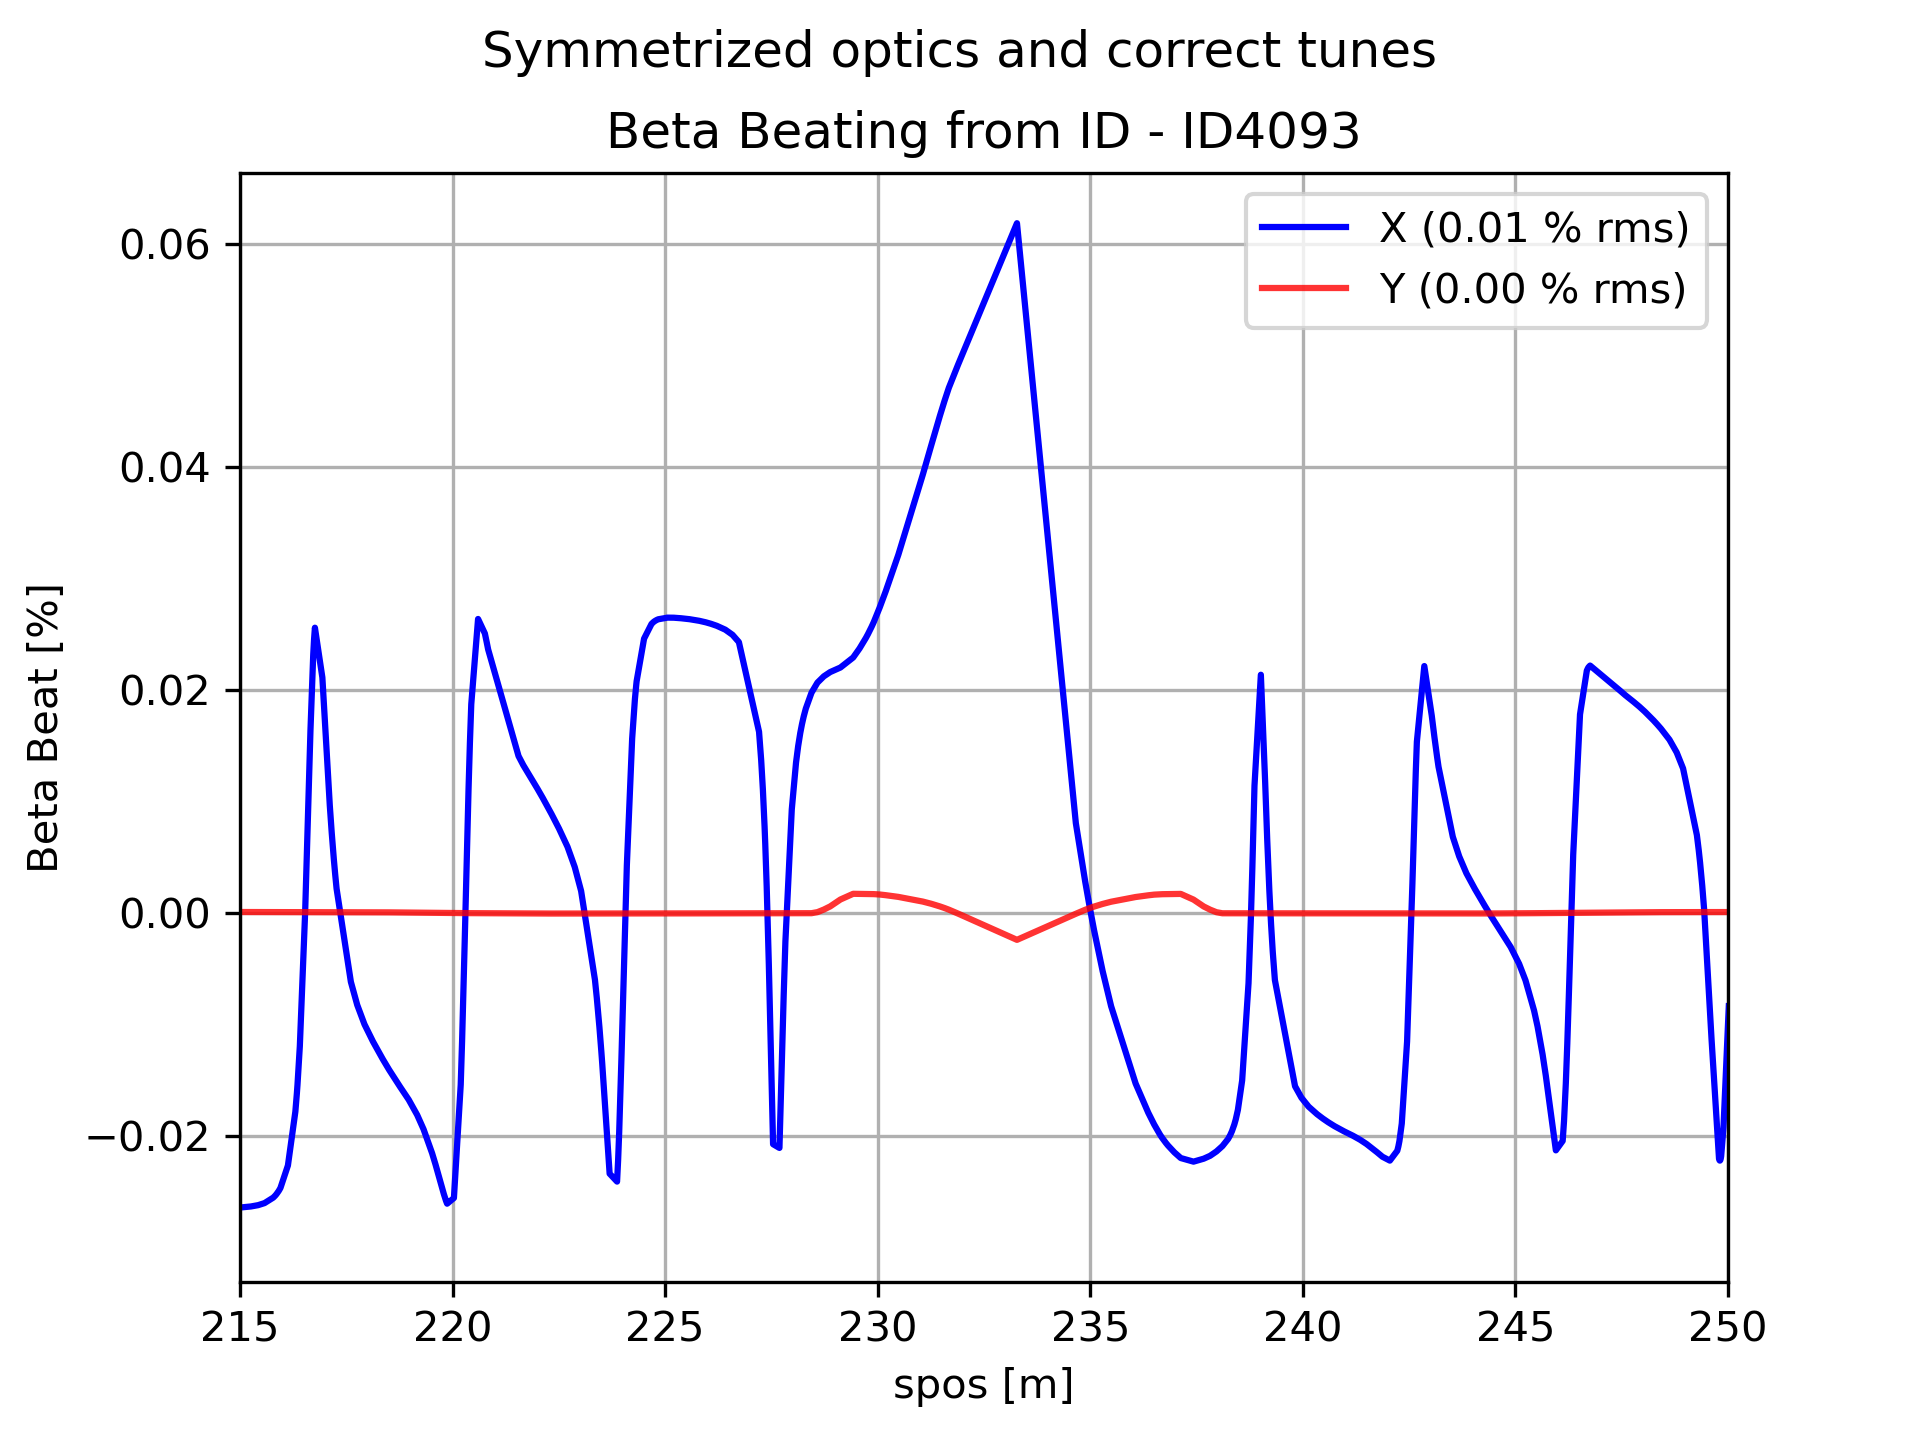 Symmetrized optics and correct tunes
Beta Beating from ID - ID4093
X (0.01 % rms)
Y (0.00 % rms)
Beta Beat [%]
0.06
0.04
0.02
0.00
−0.02
215 220 225 230 235 240 245 250
spos [m]